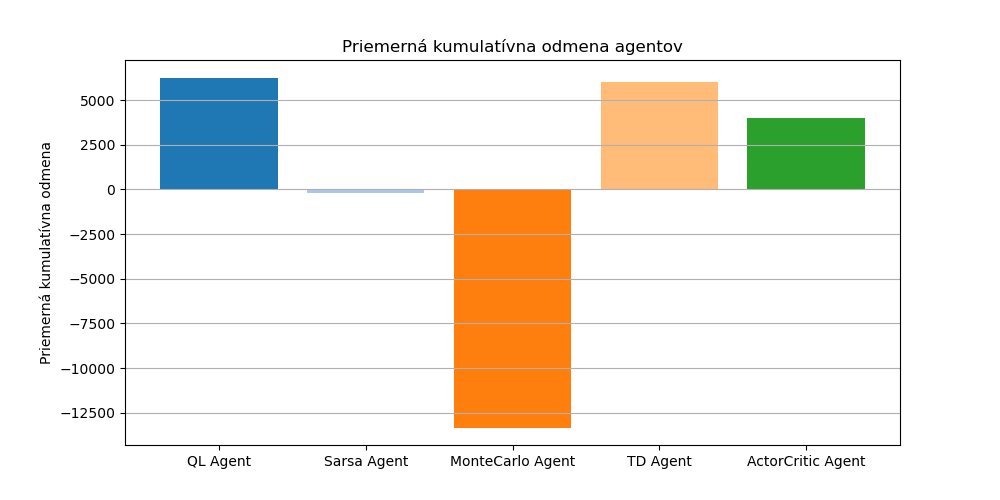 Priemerná kumulatívna odmena agentov
Priemerná kumulatívna odmena
5000
2500
0
−2500
−5000
−7500
−10000
−12500
QL Agent
Sarsa Agent
MonteCarlo Agent
TD Agent
ActorCritic Agent